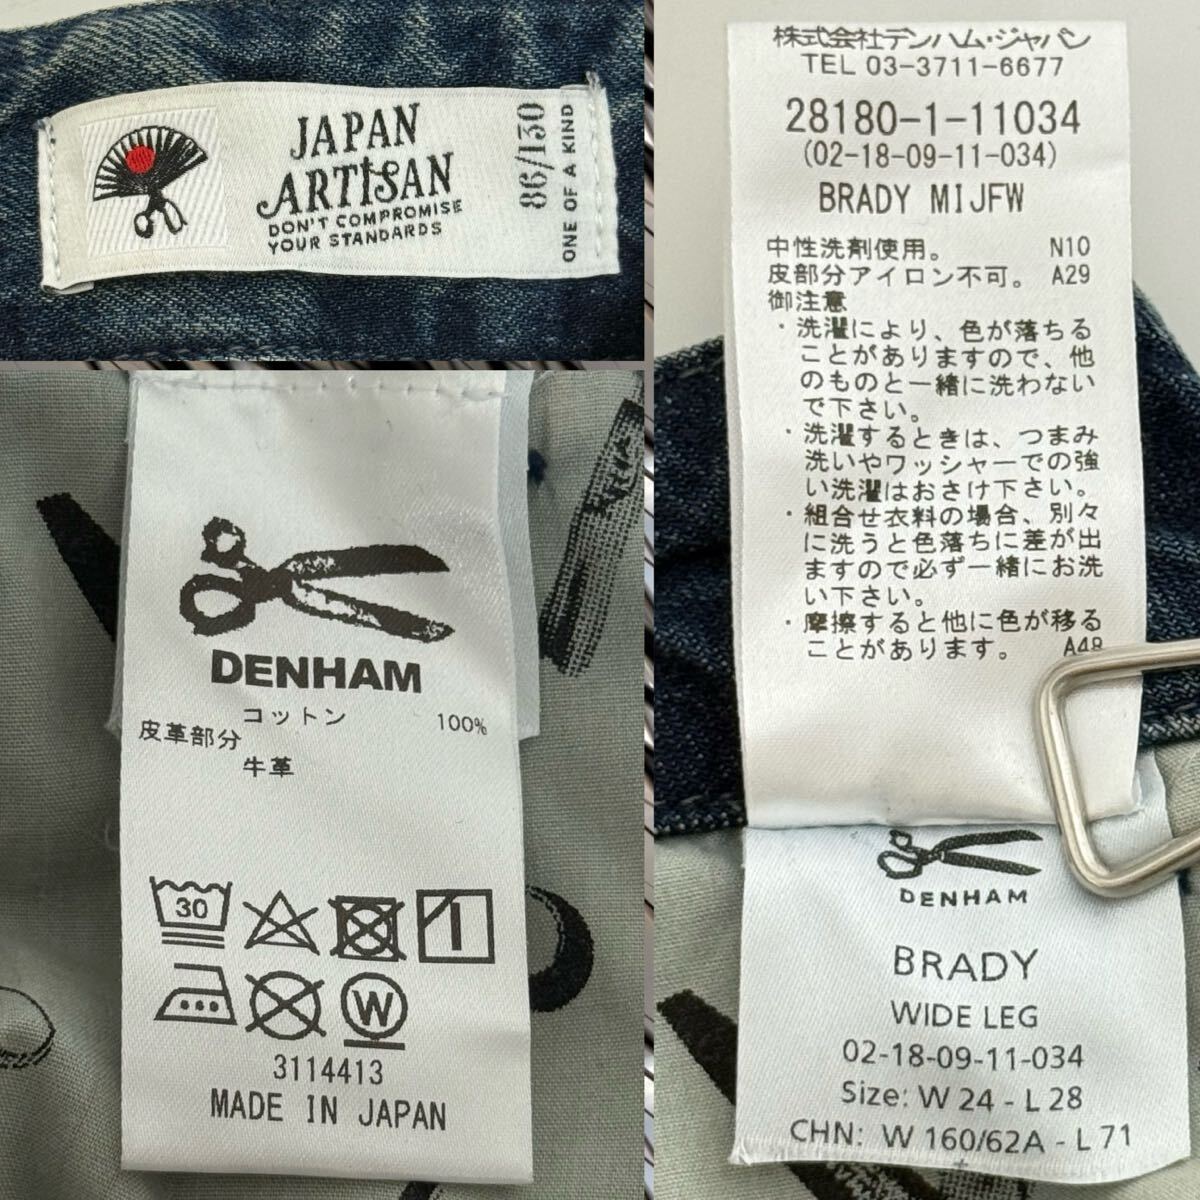 JAPAN
ARTISAN
DON'T COMPROMISE
YOUR STANDARDS
86/130
ONE OF A KIND
DENHAM
コットン 100%
皮革部分
牛革
30
W
3114413
MADE IN JAPAN
株式会社デンハム・ジャパン
TEL 03-3711-6677
28180-1-11034
(02-18-09-11-034)
BRADY MIJFW
中性洗剤使用。 N10
皮部分アイロン不可。 A29
御注意
・洗濯により、色が落ちる
ことがありますので、他
のものと一緒に洗わない
で下さい。
・洗濯するときは、つまみ
洗いやワッシャーでの強
い洗濯はおさけ下さい。
・組合せ衣料の場合、別々
に洗うと色落ちに差が出
ますので必ず一緒にお洗
い下さい。
・摩擦すると他に色が移る
ことがあります。 A48
DENHAM
BRADY
WIDE LEG
02-18-09-11-034
Size: W 24 - L 28
CHN: W 160/62A - L 71